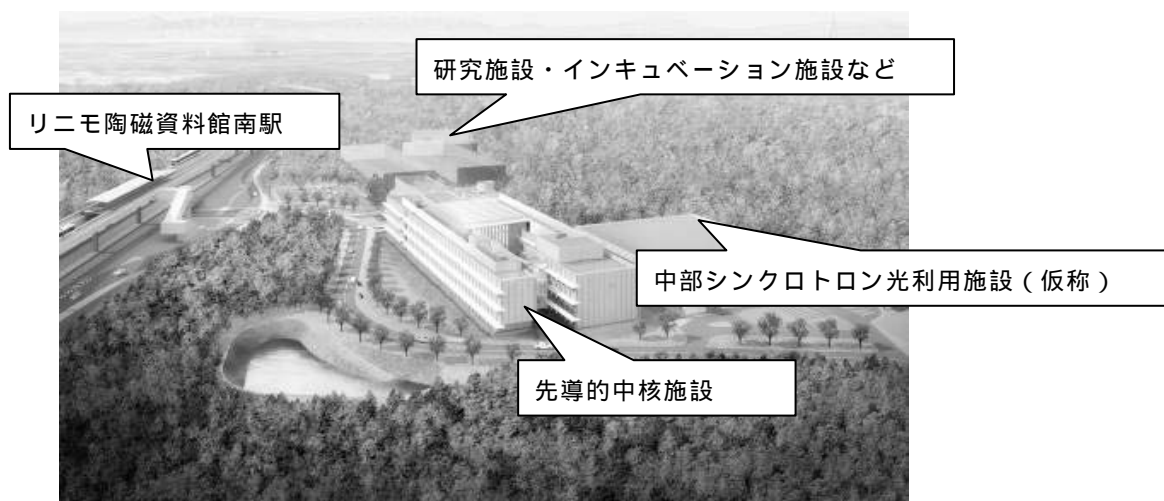 研究施設・インキュベーション施設など
リニモ陶磁資料館南駅
中部シンクロトロン光利用施設(仮称)
先導的中核施設